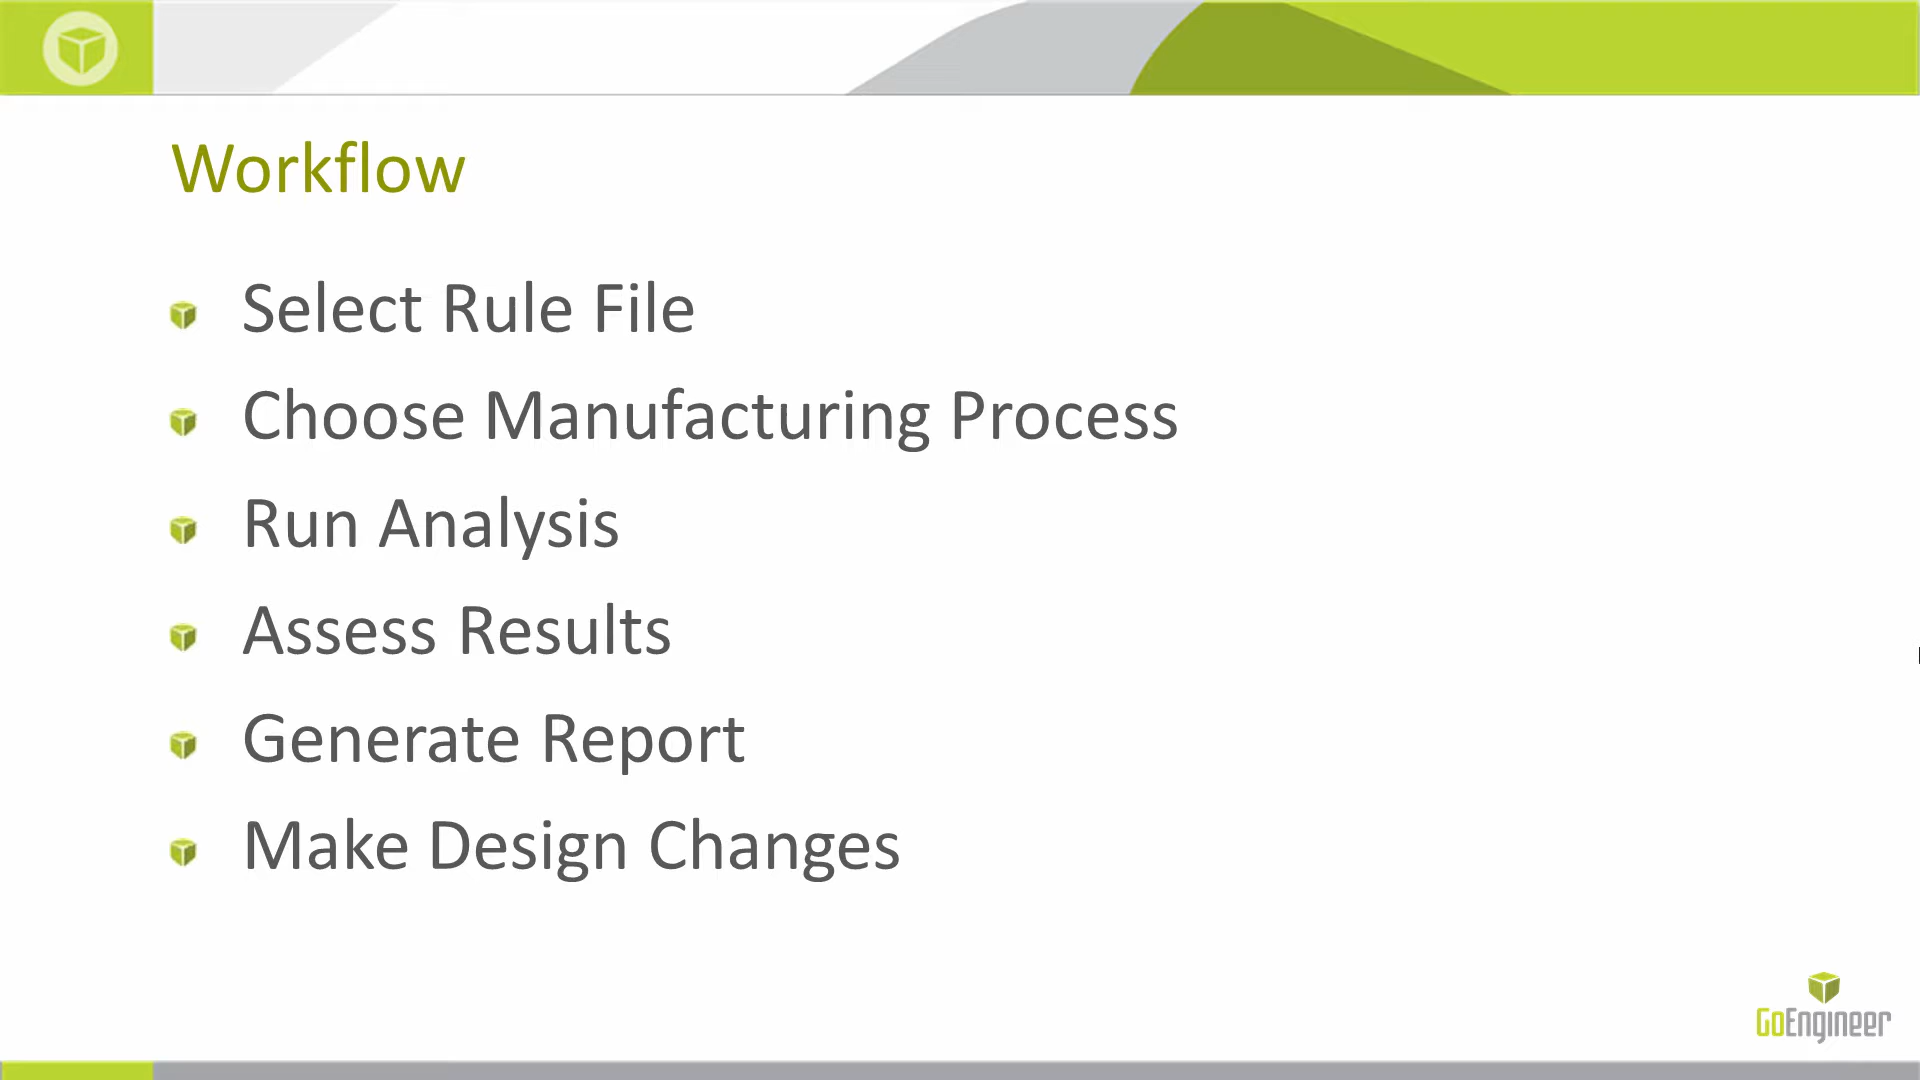 Workflow
Select Rule File
Choose Manufacturing Process
Run Analysis
Assess Results
Generate Report
Make Design Changes
GoEngineer